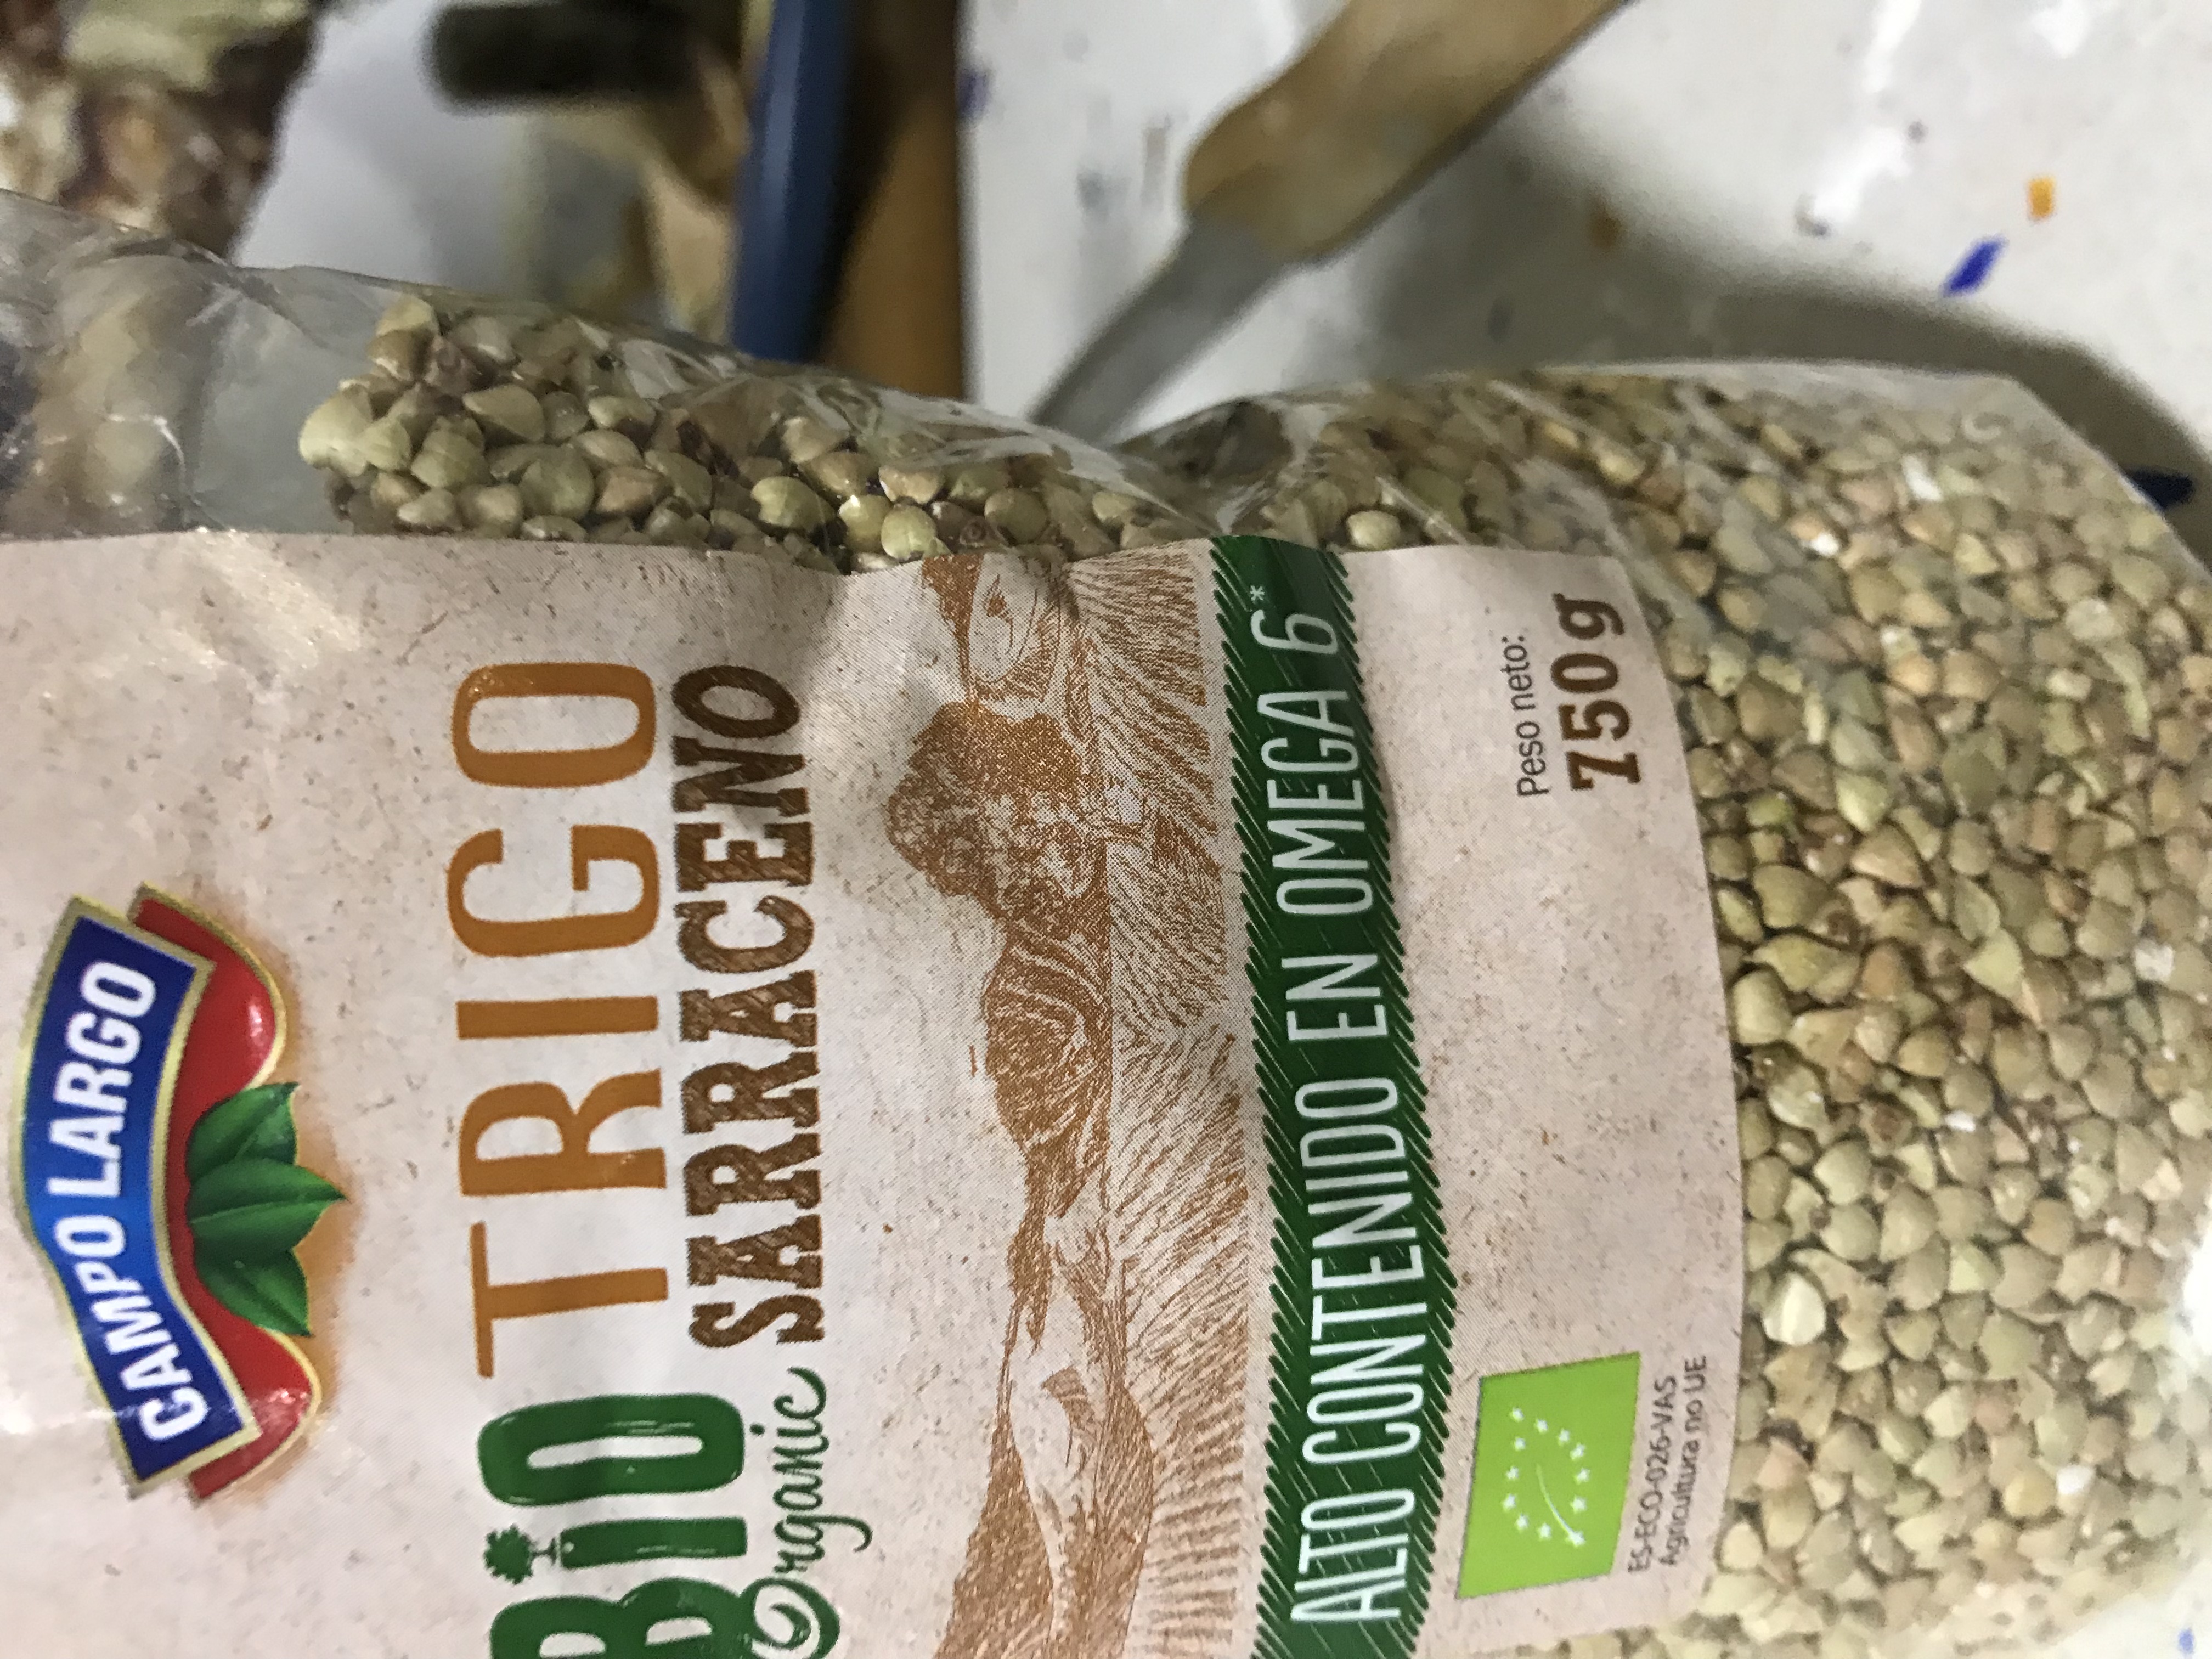 CAMPO LARGO
BiO TRIGO
Organic SARRACENO
ALTO CONTENIDO EN OMEGA 6*
Peso neto:
750 g
ES-ECO-026-VAS
Agricultura no UE